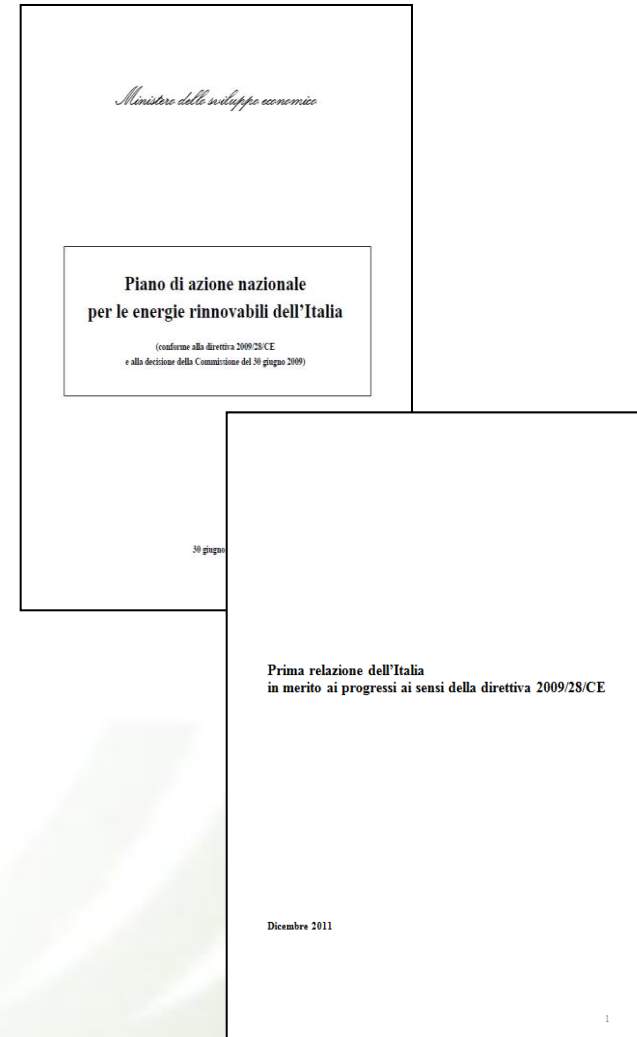 Ministero dello sviluppo economico
Piano di azione nazionale
per le energie rinnovabili dell'Italia
(conforme alla direttiva 2009/28/CE
e alla decisione della Commissione del 30 giugno 2009)
30 giugno
Prima relazione dell'Italia
in merito ai progressi ai sensi della direttiva 2009/28/CE
Dicembre 2011
1